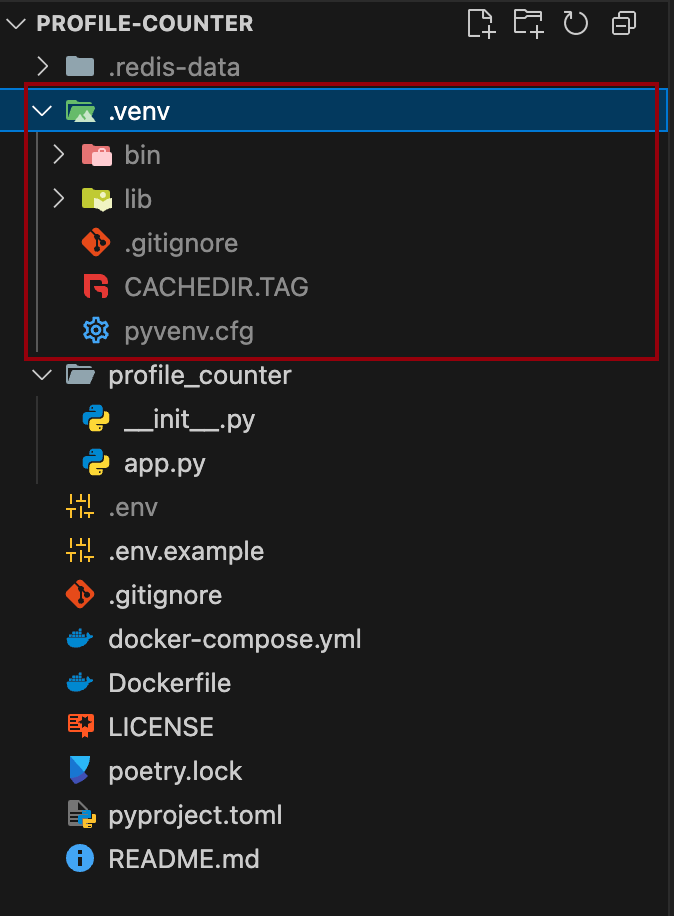 PROFILE-COUNTER
.redis-data
.venv
bin
lib
.gitignore
CACHEDIR.TAG
pyvenv.cfg
profile_counter
__init__.py
app.py
.env
.env.example
.gitignore
docker-compose.yml
Dockerfile
LICENSE
poetry.lock
pyproject.toml
README.md